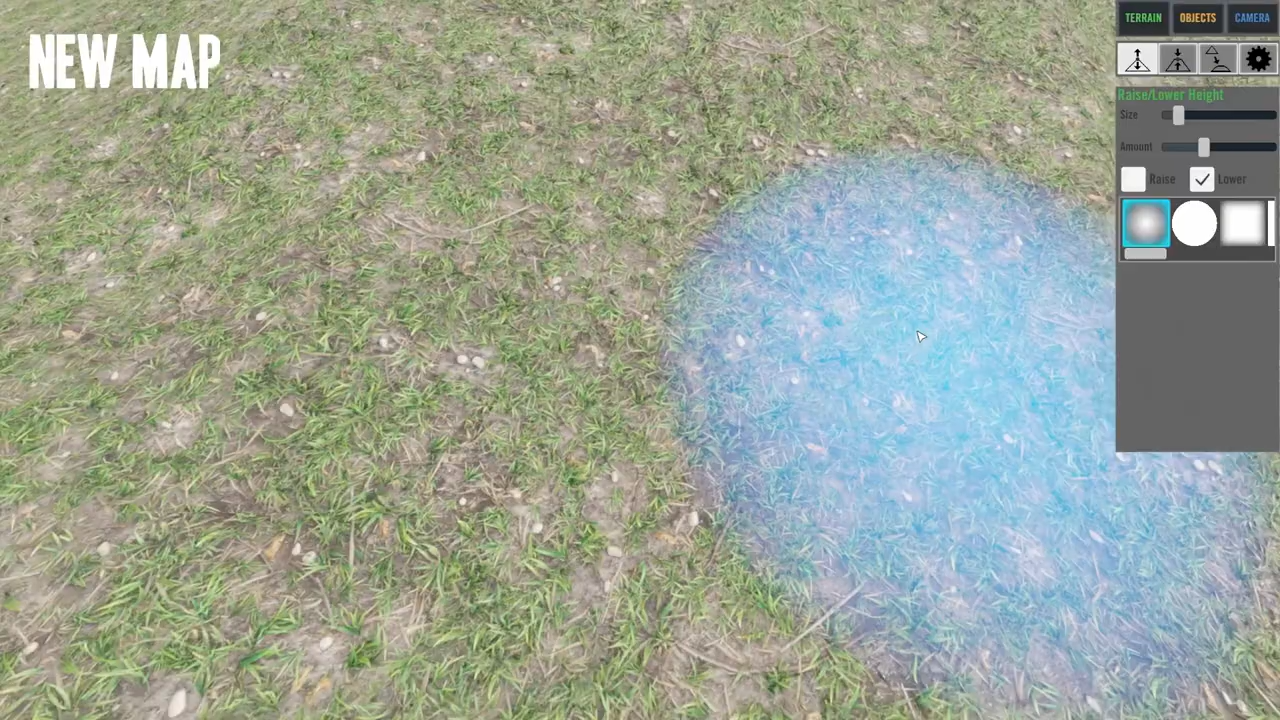 NEW MAP
TERRAIN OBJECTS CAMERA
Raise/Lower Height
Size
Amount
Raise Lower